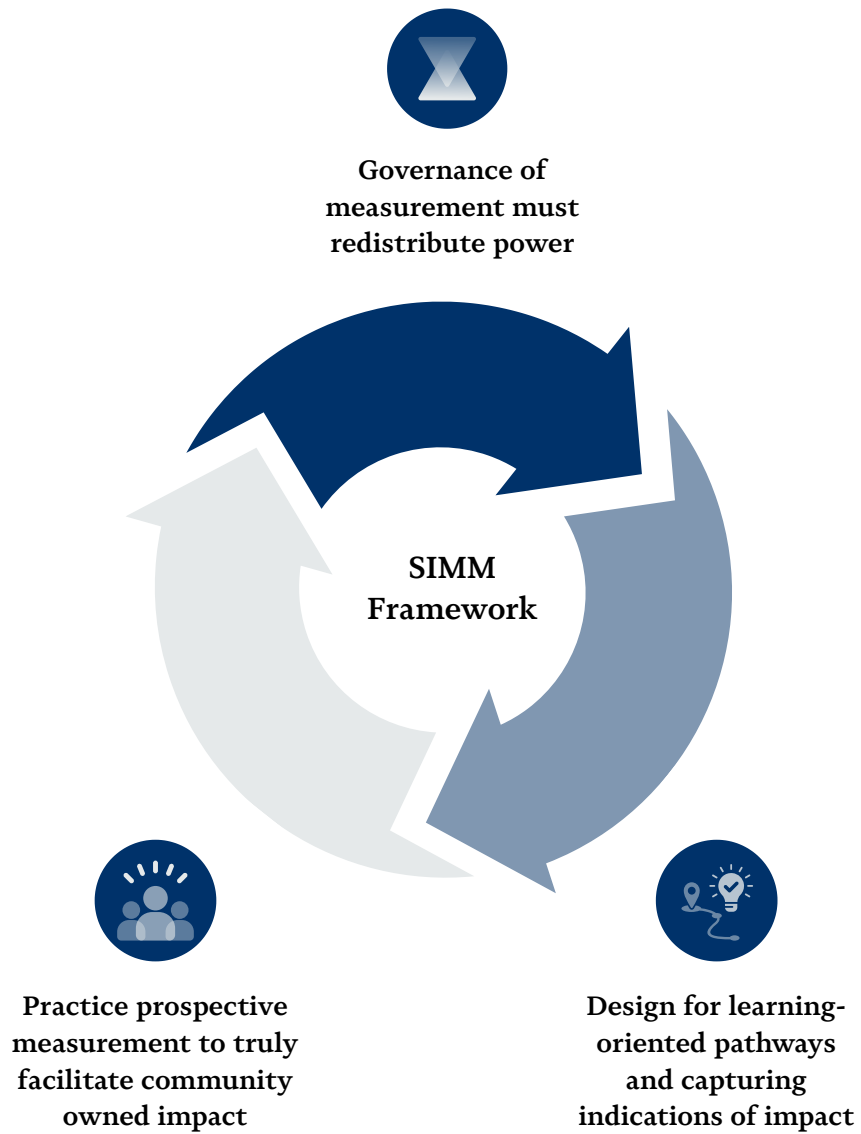 Governance of
measurement must
redistribute power
SIMM
Framework
Practice prospective
measurement to truly
facilitate community
owned impact
Design for learning-
oriented pathways
and capturing
indications of impact